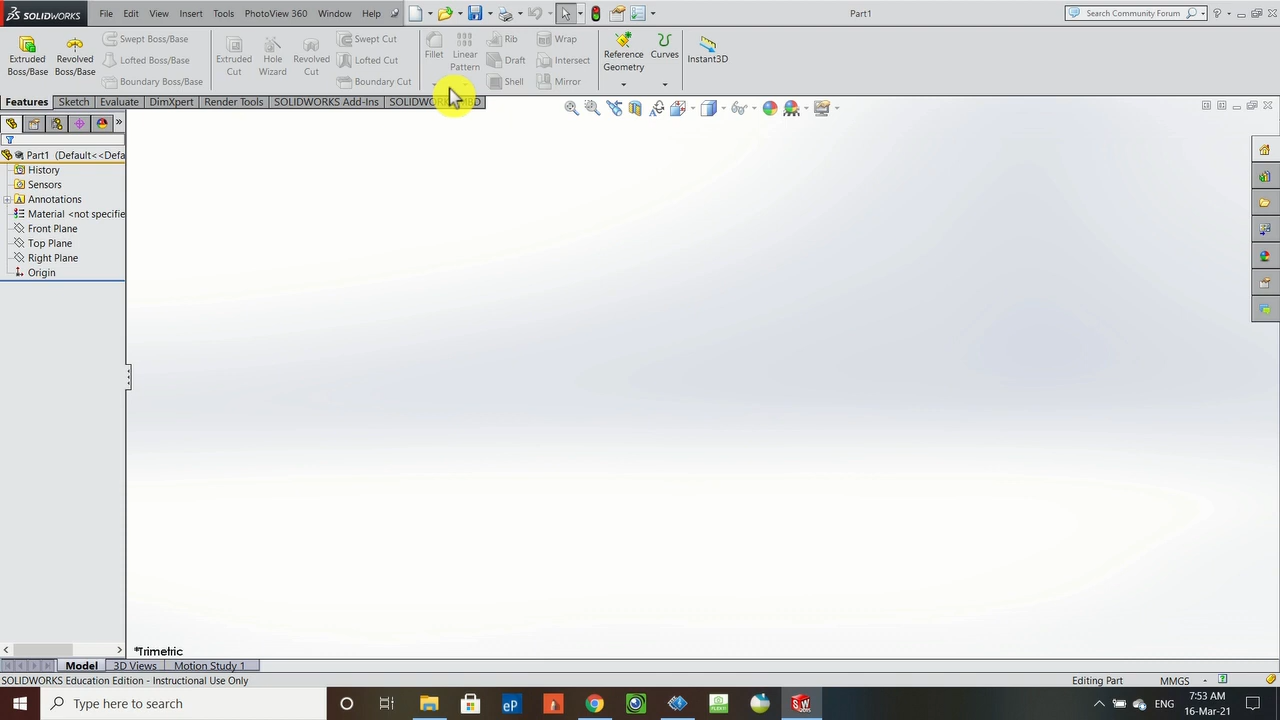 SOLIDWORKS File Edit View Insert Tools PhotoView 360 Window Help Part1 Search Community Forum ?
Extruded Boss/Base
Revolved Boss/Base
Swept Boss/Base
Lofted Boss/Base
Boundary Boss/Base
Extruded Cut
Hole Wizard
Revolved Cut
Swept Cut
Lofted Cut
Boundary Cut
Fillet
Linear Pattern
Rib
Draft
Shell
Wrap
Intersect
Mirror
Reference Geometry
Curves
Instant3D
Features Sketch Evaluate DimXpert Render Tools SOLIDWORKS Add-Ins
Part1 (Default<<Defa
History
Sensors
Annotations
Material <not specifie
Front Plane
Top Plane
Right Plane
Origin
*Trimetric
Model 3D Views Motion Study 1
SOLIDWORKS Education Edition - Instructional Use Only Editing Part MMGS
Type here to search
ENG
7:53 AM
16-Mar-21